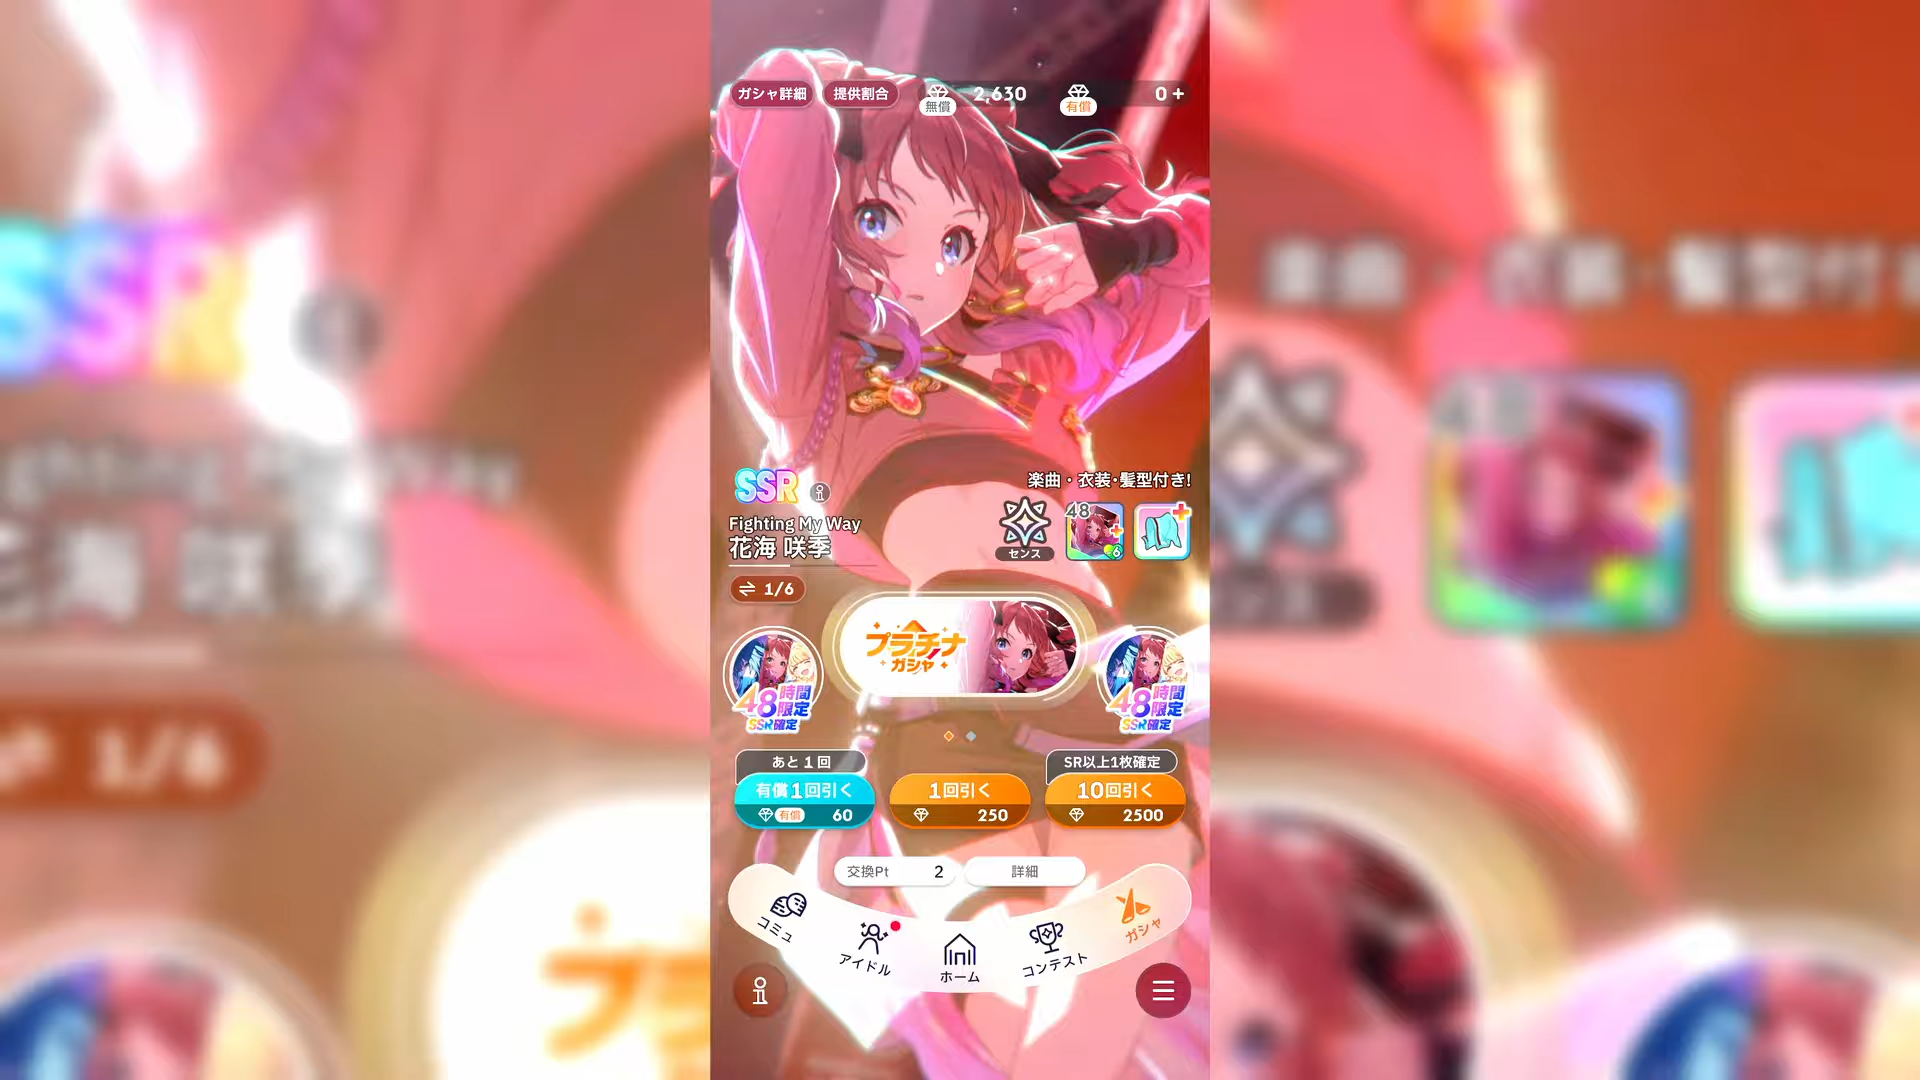 ガシャ詳細
提供割合
無償
2,630
有償
0 +
SSR
楽曲・衣装・髪型付き!
Fighting My Way
花海 咲季
センス
48
6
1/6
プラチナ
ガシャ
48時間
限定
SSR確定
48時間
限定
SSR確定
あと1回
有償1回引く
有償 60
1回引く
250
SR以上1枚確定
10回引く
2500
交換Pt 2
詳細
コミュ
アイドル
ホーム
コンテスト
ガシャ